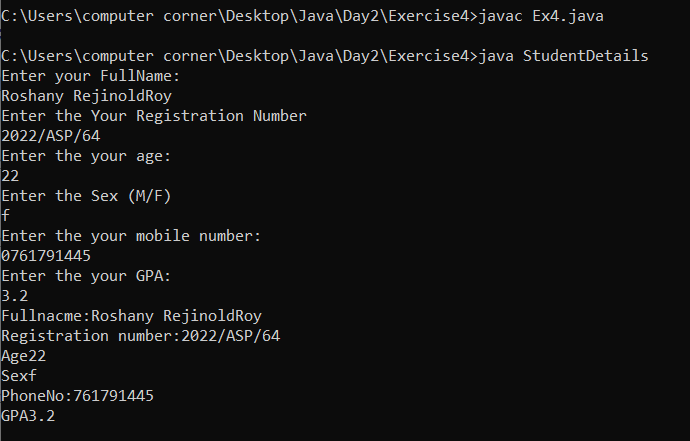 C:\Users\computer corner\Desktop\Java\Day2\Exercise4>javac Ex4.java
C:\Users\computer corner\Desktop\Java\Day2\Exercise4>java StudentDetails
Enter your FullName:
Roshany RejinoldRoy
Enter the Your Registration Number
2022/ASP/64
Enter the your age:
22
Enter the Sex (M/F)
f
Enter the your mobile number:
0761791445
Enter the your GPA:
3.2
Fullnacme:Roshany RejinoldRoy
Registration number:2022/ASP/64
Age22
Sexf
PhoneNo:761791445
GPA3.2